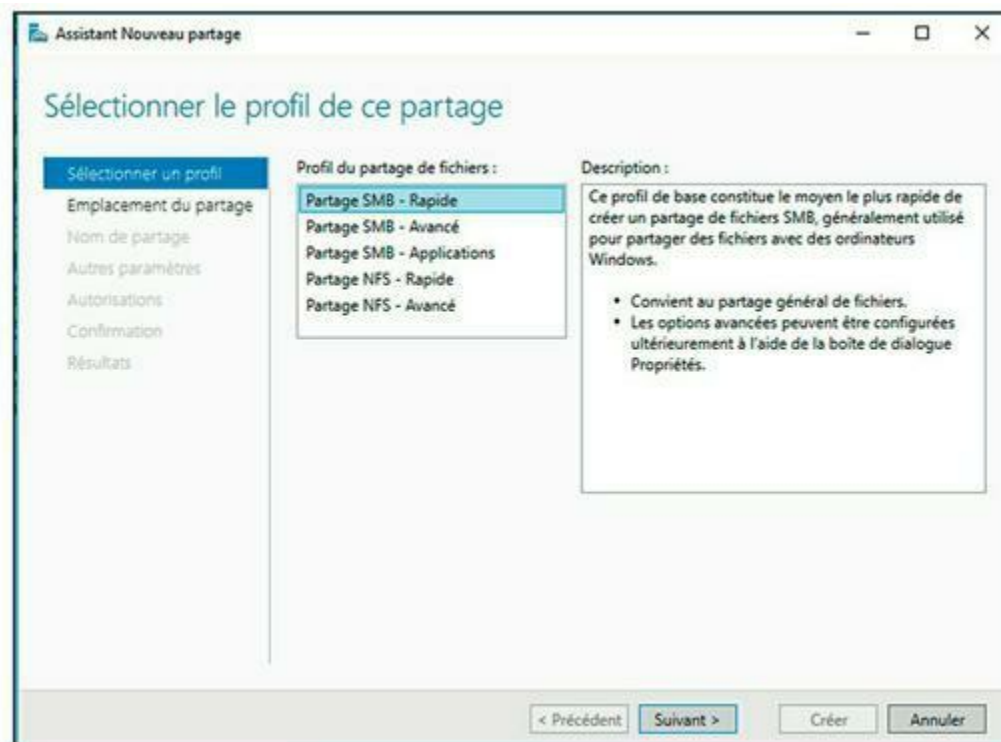 Assistant Nouveau partage
Sélectionner le profil de ce partage
Sélectionner un profil
Emplacement du partage
Nom de partage
Autres paramètres
Autorisations
Confirmation
Résultats
Profil du partage de fichiers :
Partage SMB - Rapide
Partage SMB - Avancé
Partage SMB - Applications
Partage NFS - Rapide
Partage NFS - Avancé
Description :
Ce profil de base constitue le moyen le plus rapide de
créer un partage de fichiers SMB, généralement utilisé
pour partager des fichiers avec des ordinateurs
Windows.
• Convient au partage général de fichiers.
• Les options avancées peuvent être configurées
ultérieurement à l'aide de la boîte de dialogue
Propriétés.
< Précédent
Suivant >
Créer
Annuler